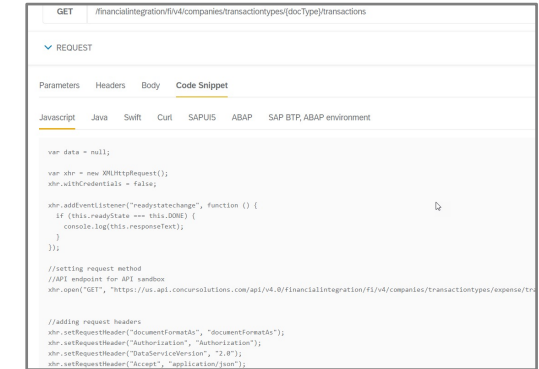 GET /financialintegration/fi/v4/companies/transactiontypes/{docType}/transactions
REQUEST
Parameters Headers Body Code Snippet
Javascript Java Swift Curl SAPUI5 ABAP SAP BTP, ABAP environment
var data = null;
var xhr = new XMLHttpRequest();
xhr.withCredentials = false;
xhr.addEventListener("readystatechange", function () {
if (this.readyState === this.DONE) {
console.log(this.responseText);
}
});
//setting request method
//API endpoint for API sandbox
xhr.open("GET", "https://us.api.concursolutions.com/api/v4.0/financialintegration/fi/v4/companies/transactiontypes/expense/tra
//adding request headers
xhr.setRequestHeader("documentFormatAs", "documentFormatAs");
xhr.setRequestHeader("Authorization", "Authorization");
xhr.setRequestHeader("DataServiceVersion", "2.0");
xhr.setRequestHeader("Accept", "application/json");